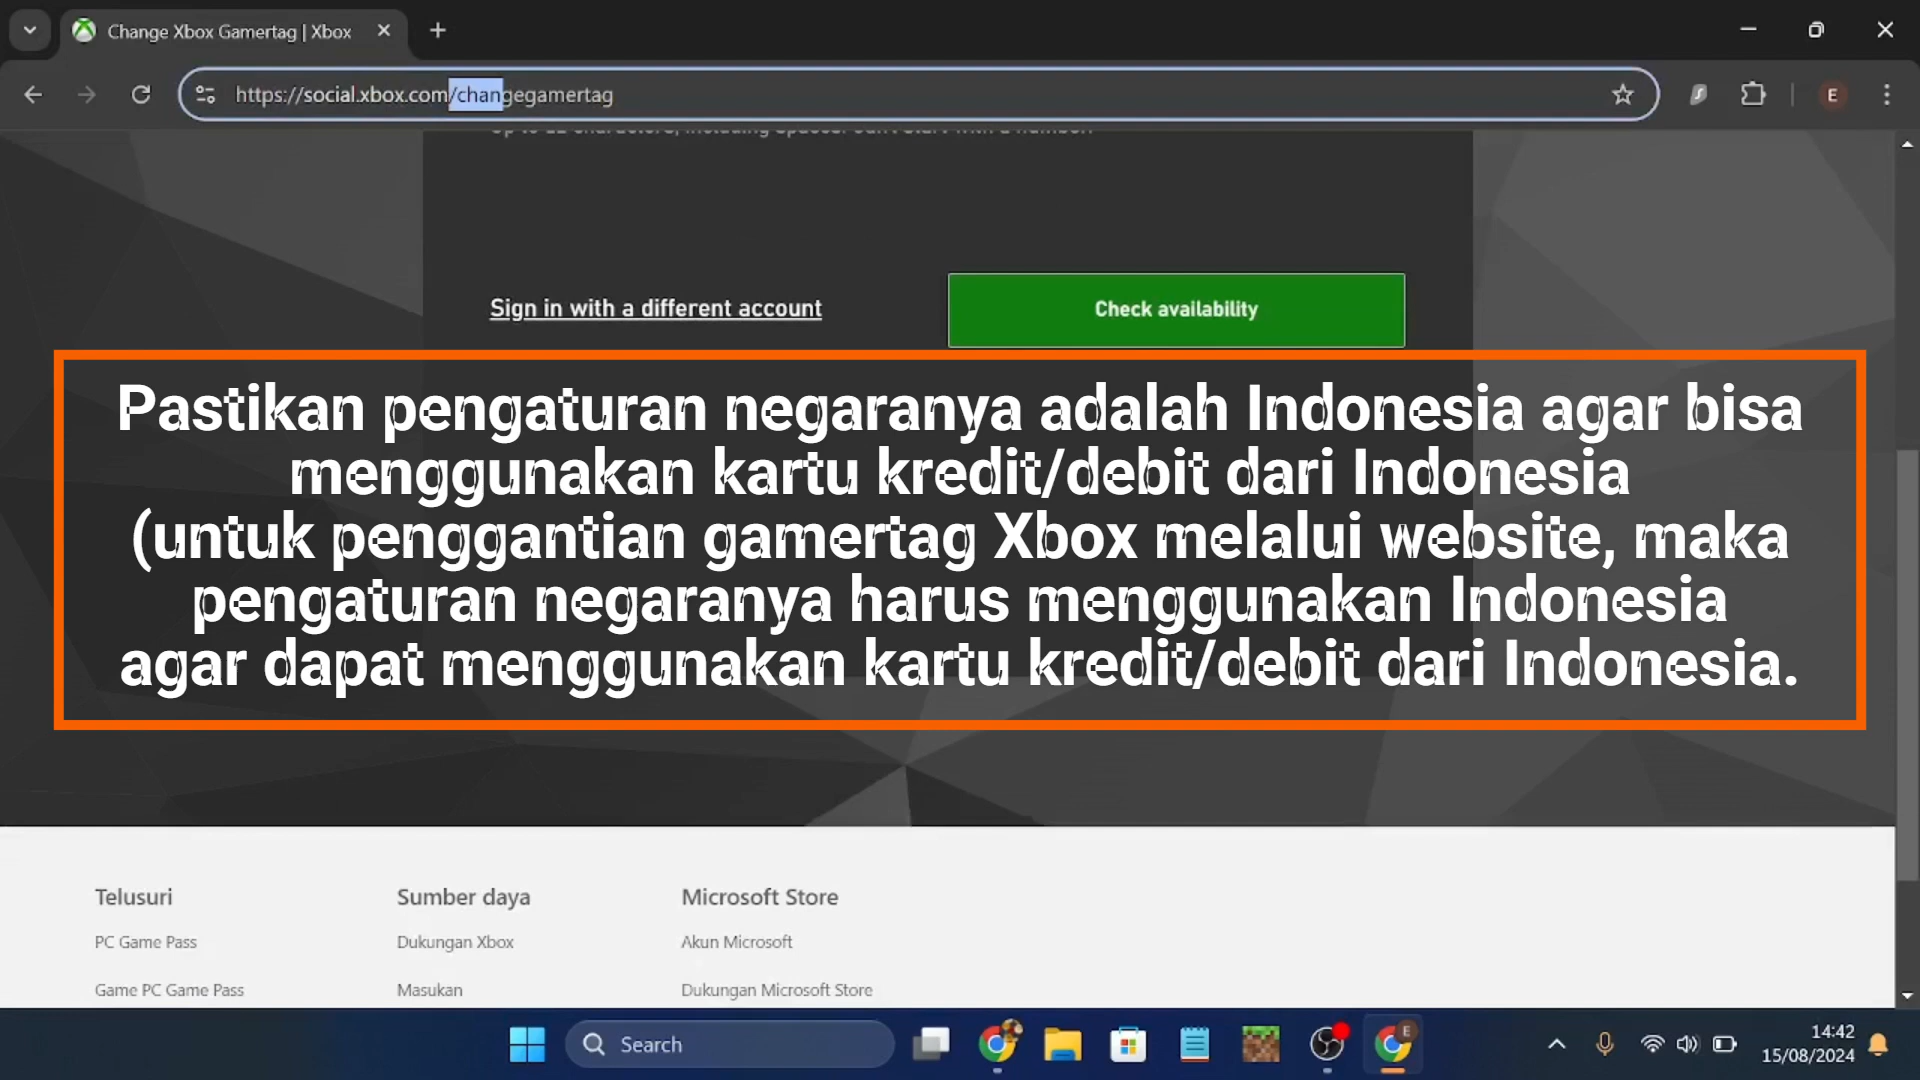 Change Xbox Gamertag | Xbox
https://social.xbox.com/changegamertag
E
Sign in with a different account
Check availability
Pastikan pengaturan negaranya adalah Indonesia agar bisa
menggunakan kartu kredit/debit dari Indonesia
(untuk penggantian gamertag Xbox melalui website, maka
pengaturan negaranya harus menggunakan Indonesia
agar dapat menggunakan kartu kredit/debit dari Indonesia.
Telusuri
Sumber daya
Microsoft Store
PC Game Pass
Dukungan Xbox
Akun Microsoft
Game PC Game Pass
Masukan
Dukungan Microsoft Store
Search
E
14:42
15/08/2024